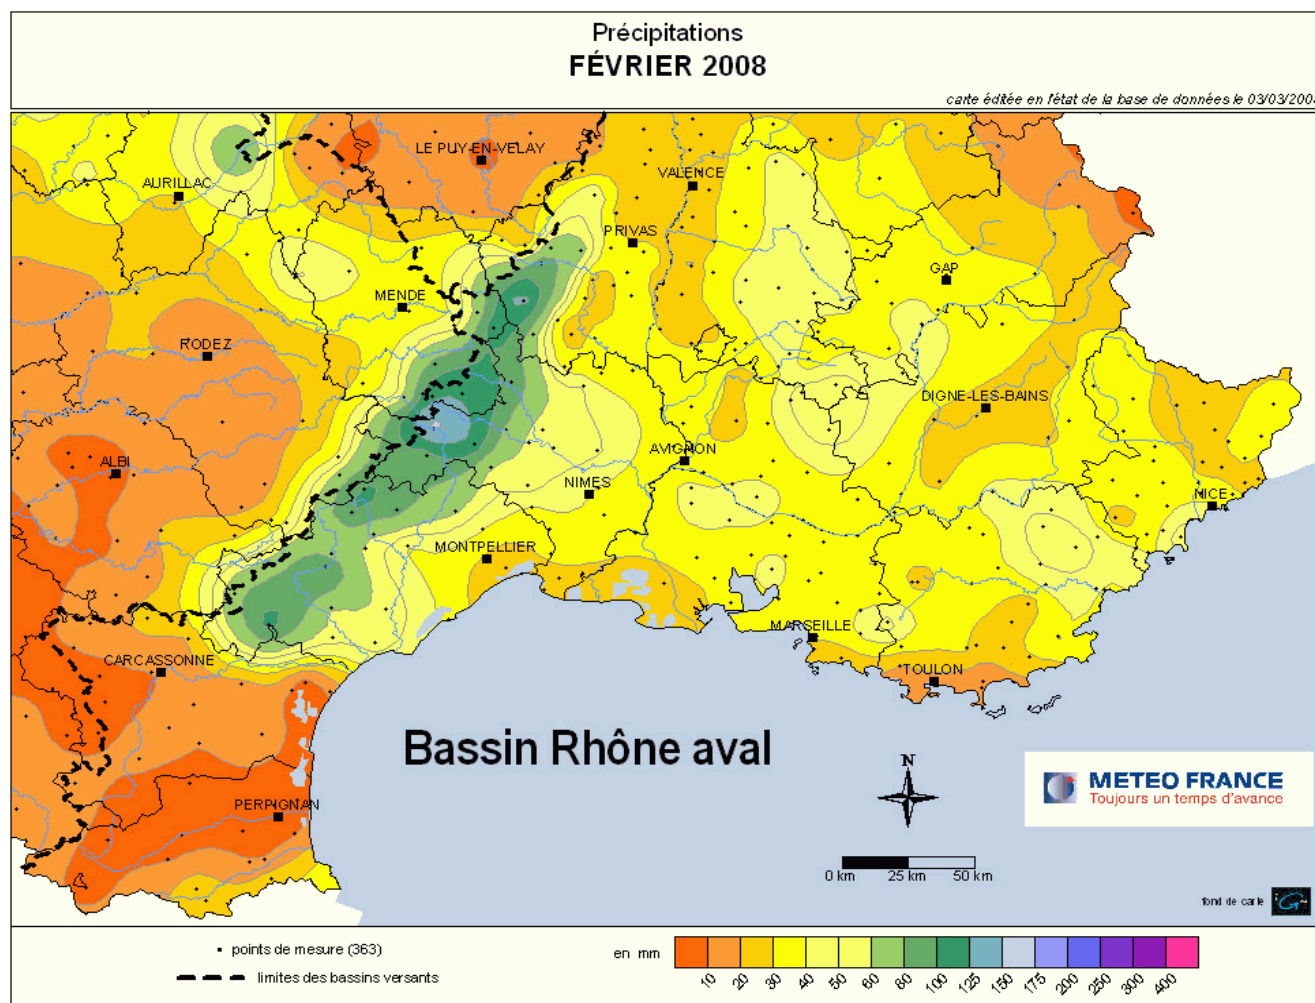 Précipitations
FÉVRIER 2008
carte éditée en l'état de la base de données le 03/03/200
LE PUY-EN-VELAY
AURILLAC
VALENCE
PRIVAS
GAP
MENDE
RODEZ
DIGNE-LES-BAINS
ALBI
AVIGNON
NIMES
NICE
MONTPELLIER
MARSEILLE
CARCASSONNE
TOULON
Bassin Rhône aval
N
METEO FRANCE
Toujours un temps d'avance
PERPIGNAN
0 km 25 km 50 km
fond de carte
points de mesure (363)
limites des bassins versants
en mm
10 20 30 40 50 60 80 100 125 150 175 200 250 300 400